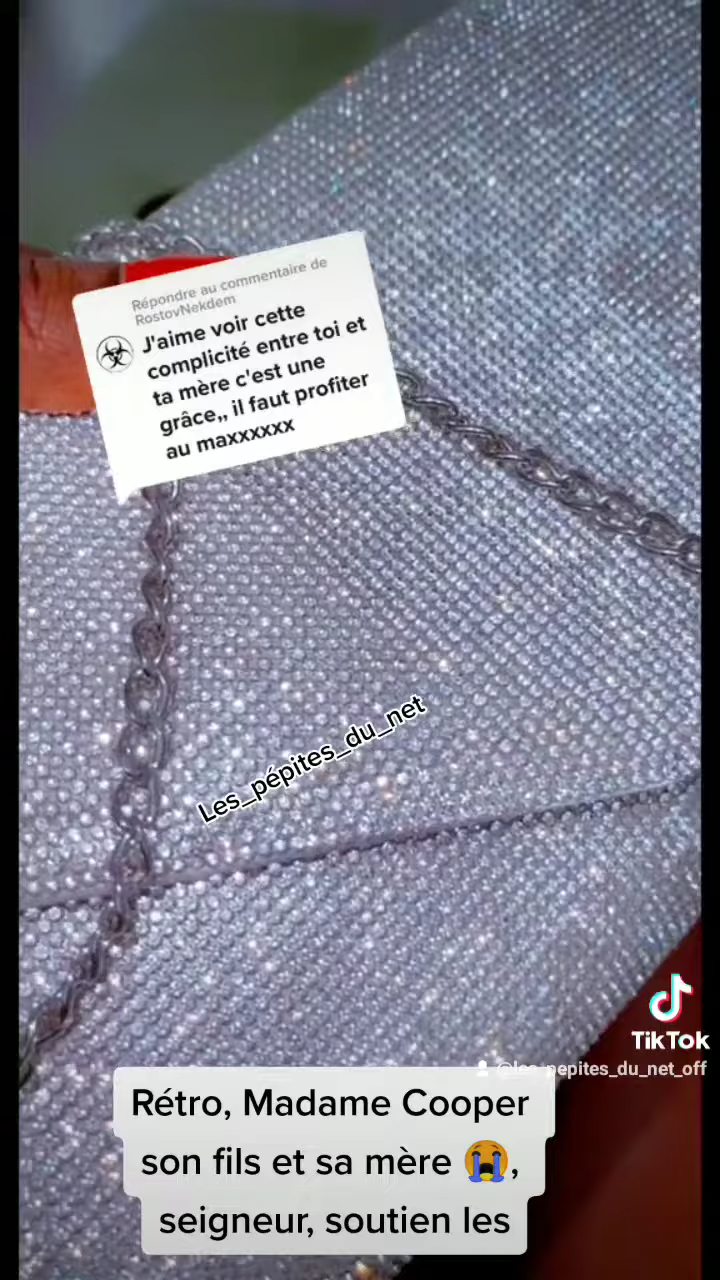 Répondre au commentaire de
RostovNekdem
J'aime voir cette
complicité entre toi et
ta mère c'est une
grâce,, il faut profiter
au maxxxxxx
Les_pépites_du_net
TikTok
@les_pepites_du_net_off
Rétro, Madame Cooper
son fils et sa mère 😭,
seigneur, soutien les